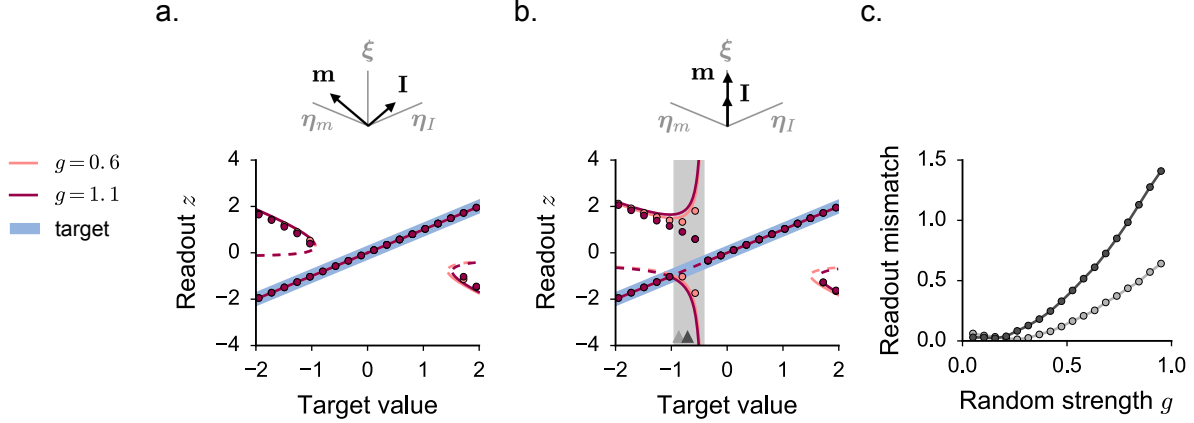 a.
b.
c.
ξ
m
I
η_m
η_I
ξ
m
I
η_m
η_I
g = 0.6
g = 1.1
target
Readout z
4
2
0
−2
−4
−2
−1
0
1
2
Target value
Readout z
4
2
0
−2
−4
−2
−1
0
1
2
Target value
Readout mismatch
1.5
1.0
0.5
0.0
0.0
0.5
1.0
Random strength g